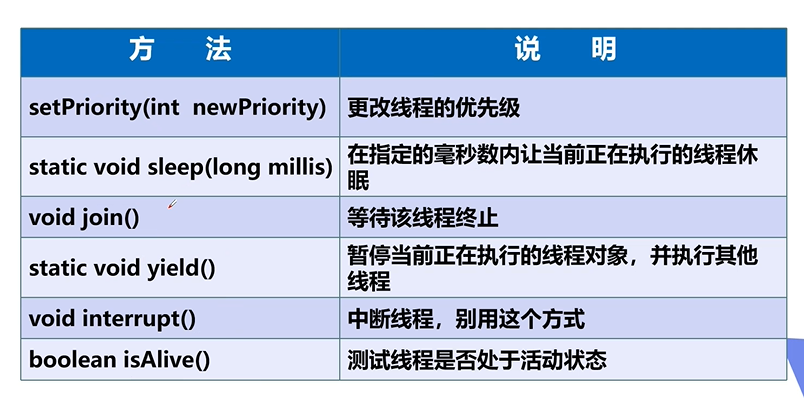 方 法
说 明
setPriority(int newPriority)
更改线程的优先级
static void sleep(long millis)
在指定的毫秒数内让当前正在执行的线程休
眠
void join()
等待该线程终止
static void yield()
暂停当前正在执行的线程对象，并执行其他
线程
void interrupt()
中断线程，别用这个方式
boolean isAlive()
测试线程是否处于活动状态